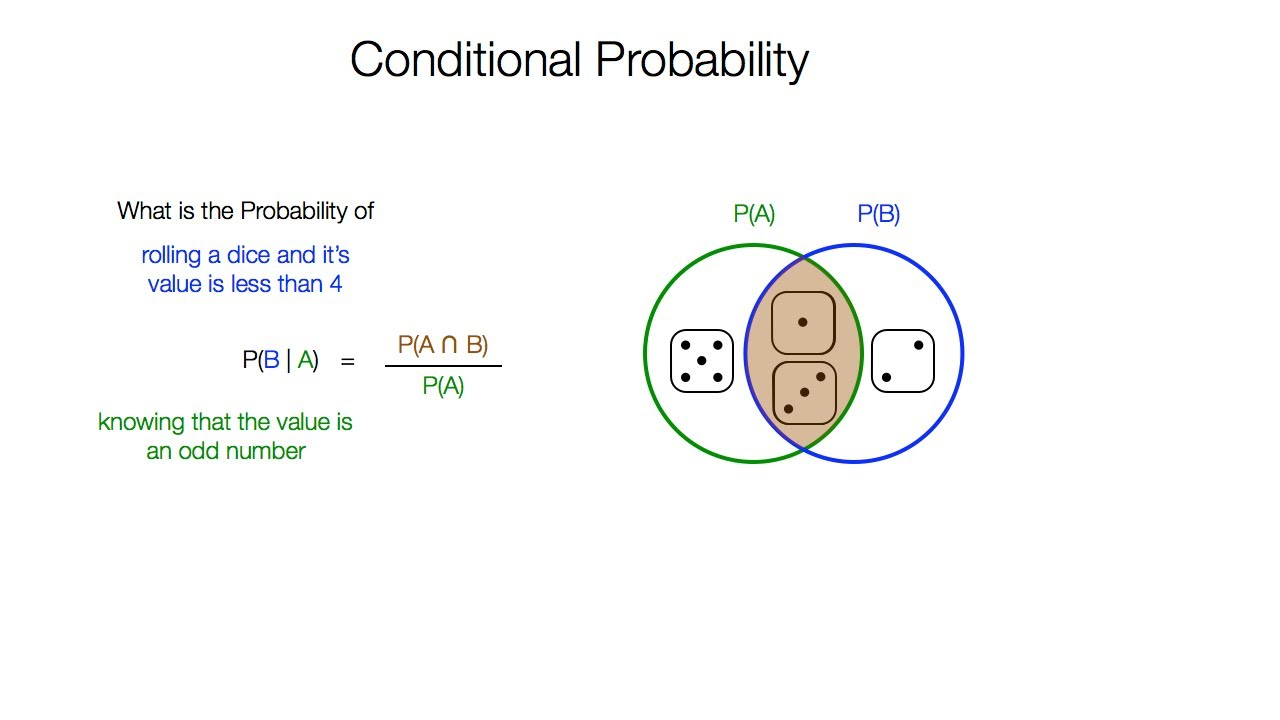 Conditional Probability
What is the Probability of
rolling a dice and it's
value is less than 4
P(B | A) =
P(A ∩ B)
P(A)
knowing that the value is
an odd number
P(A)
P(B)